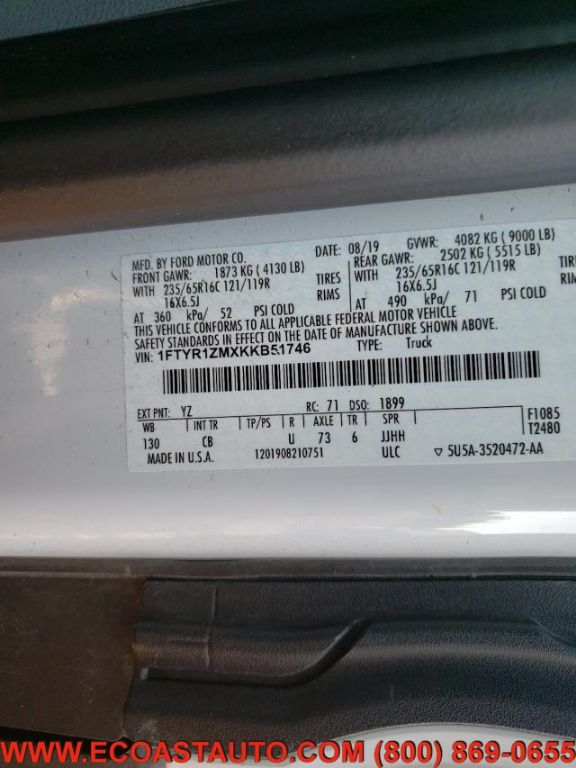 MFD. BY FORD MOTOR CO. DATE: 08/19 GVWR: 4082 KG ( 9000 LB)
FRONT GAWR: 1873 KG ( 4130 LB) REAR GAWR: 2502 KG ( 5515 LB)
WITH 235/65R16C 121/119R TIRES WITH 235/65R16C 121/119R TIRE
16X6.5J RIMS 16X6.5J RIMS
AT 360 kPa/ 52 PSI COLD AT 490 kPa/ 71 PSI COLD
THIS VEHICLE CONFORMS TO ALL APPLICABLE FEDERAL MOTOR VEHICLE
SAFETY STANDARDS IN EFFECT ON THE DATE OF MANUFACTURE SHOWN ABOVE.
VIN: 1FTYR1ZMXKKB51746 TYPE: Truck
EXT PNT: YZ RC: 71 DSO: 1899
WB INT TR TP/PS R AXLE TR SPR F1085
130 CB U 73 6 JJHH T2480
MADE IN U.S.A. 1201908210751 ULC ▽ 5U5A-3520472-AA
WWW.ECOASTAUTO.COM (800) 869-0655